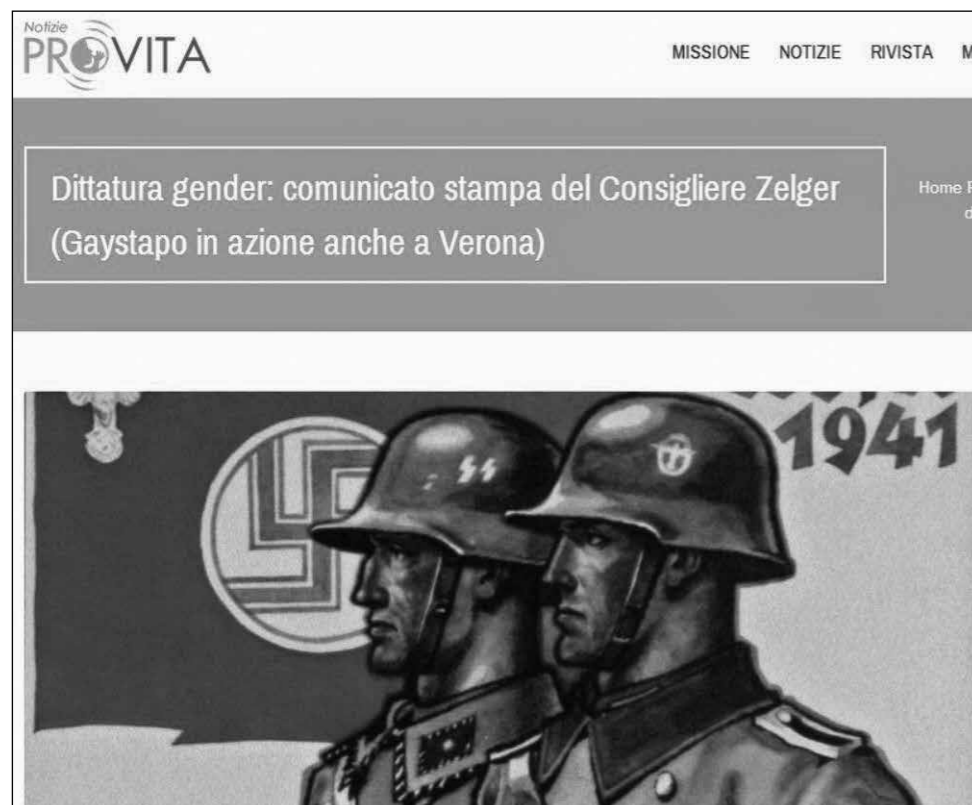 Notizie
PROVITA
MISSIONE NOTIZIE RIVISTA M
Dittatura gender: comunicato stampa del Consigliere Zelger
(Gaystapo in azione anche a Verona)
Home
1941